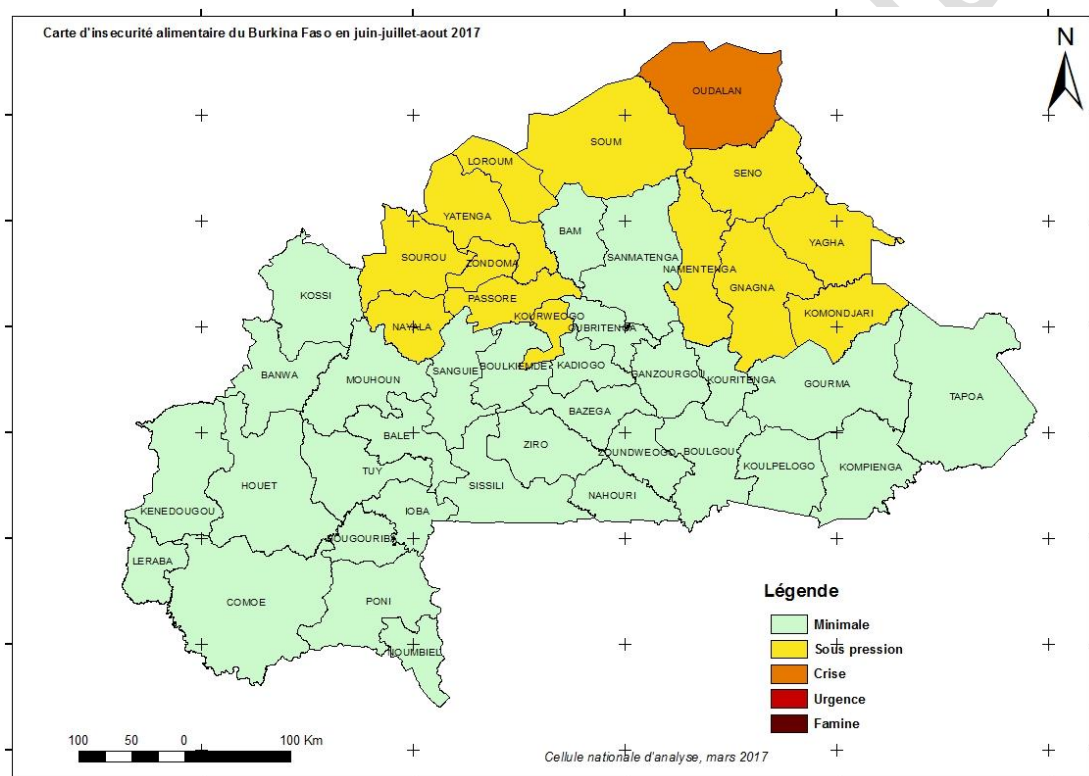 Carte d'insecurité alimentaire du Burkina Faso en juin-juillet-aout 2017
N
OUDALAN
SOUM
LOROUM
SENO
YATENGA
BAM
YAGHA
SOUROU
SANMATENGA
ZONDOMA
NAMENTENGA
GNAGNA
KOSSI
PASSORE
KOMONDJARI
KOURWEOGO
NAYALA
OUBRITENGA
SANGUIE
BOULKIEMDE
KADIOGO
BANWA
MOUHOUN
GANZOURGOU
KOURITENGA
GOURMA
TAPOA
BAZEGA
BALE
ZIRO
ZOUNDWEOGO
BOULGOU
TUY
KOULPELOGO
KOMPIENGA
HOUET
SISSILI
NAHOURI
KENEDOUGOU
IOBA
BOUGOURIBA
LERABA
COMOE
PONI
NOUMBIEL
Légende
Minimale
Sous pression
Crise
Urgence
Famine
100 50 0 100 Km
Cellule nationale d'analyse, mars 2017